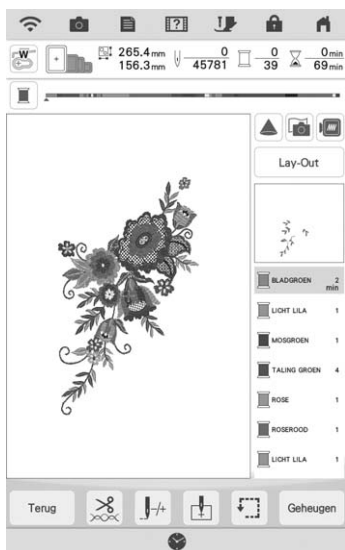 W
265.4 mm
156.3 mm
0
45781
0
39
0 min
69 min
Lay-Out
BLADGROEN 2 min
LICHT LILA 1
MOSGROEN 1
TALING GROEN 4
ROSE 1
ROSEROOD 1
LICHT LILA 1
Terug
-/+
Geheugen